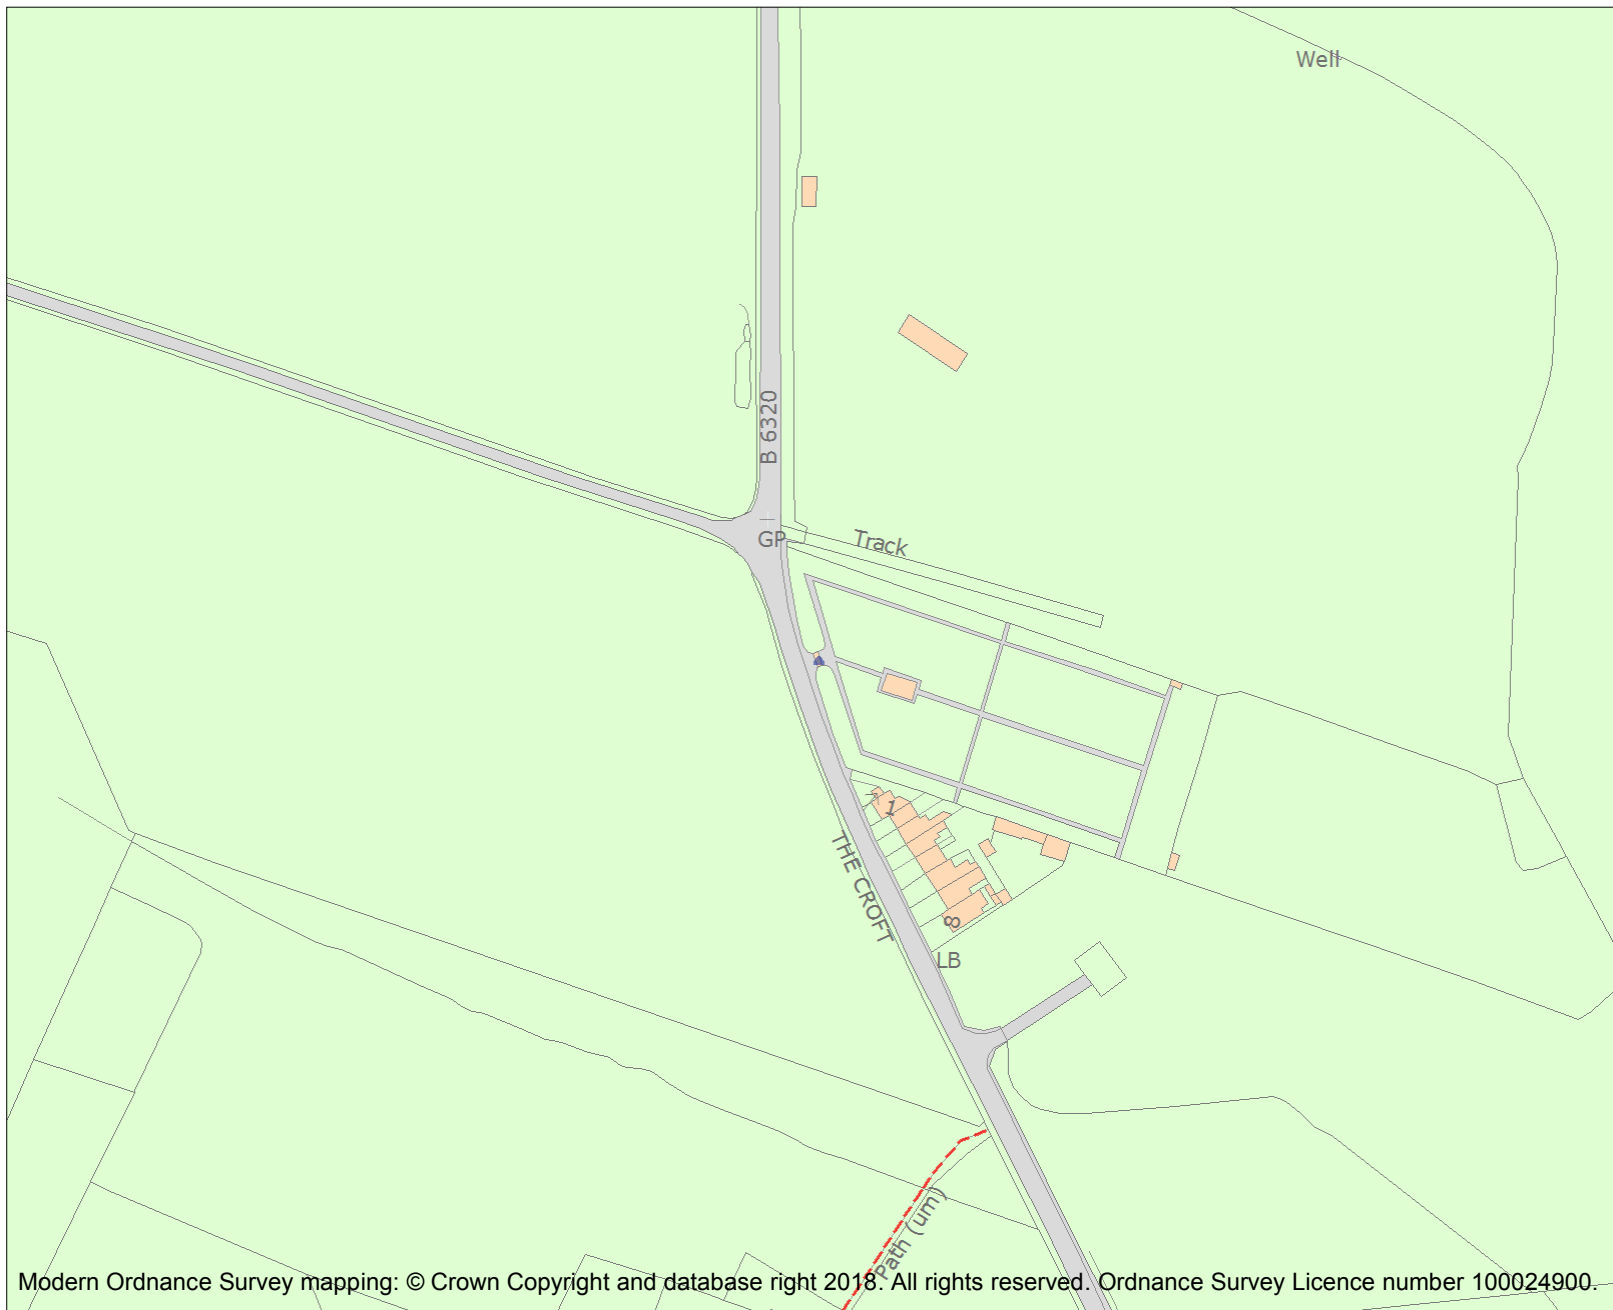 Well
B 6320
GP
Track
1
THE CROFT
8
LB
Path (um)
Modern Ordnance Survey mapping: © Crown Copyright and database right 2018. All rights reserved. Ordnance Survey Licence number 100024900.